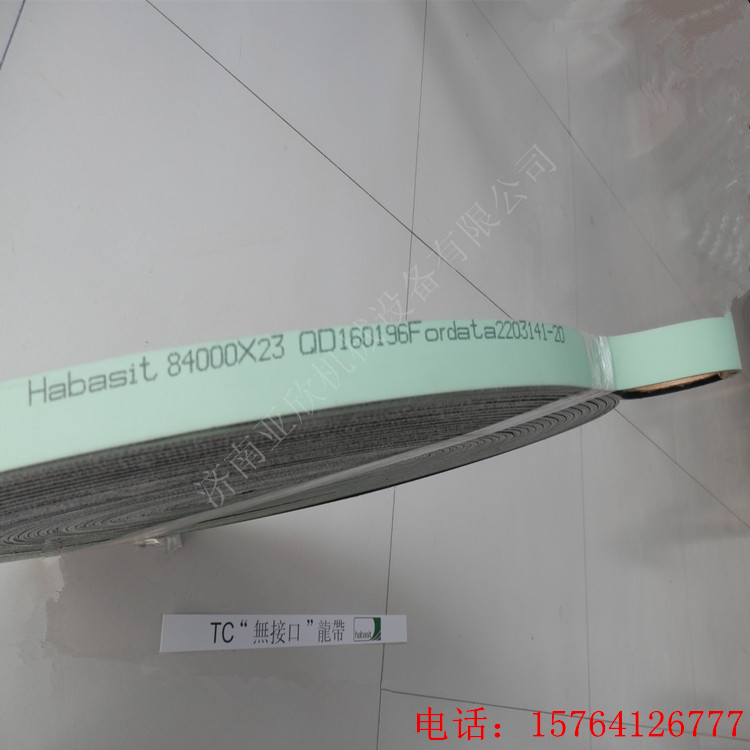 Habasit 84000X23 QD160196Fordata2203141-20
济南亚欣机械设备有限公司
TC“無接口”龍帶 habasit
电话：15764126777